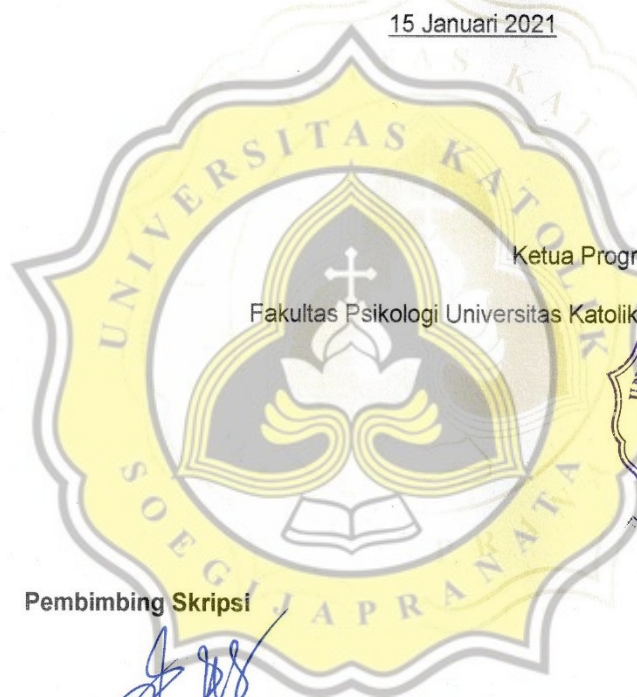 15 Januari 2021
UNIVERSITAS KATOLIK
Ketua Progr
Fakultas Psikologi Universitas Katolik
SOEGIJAPRANATA
Pembimbing Skripsi